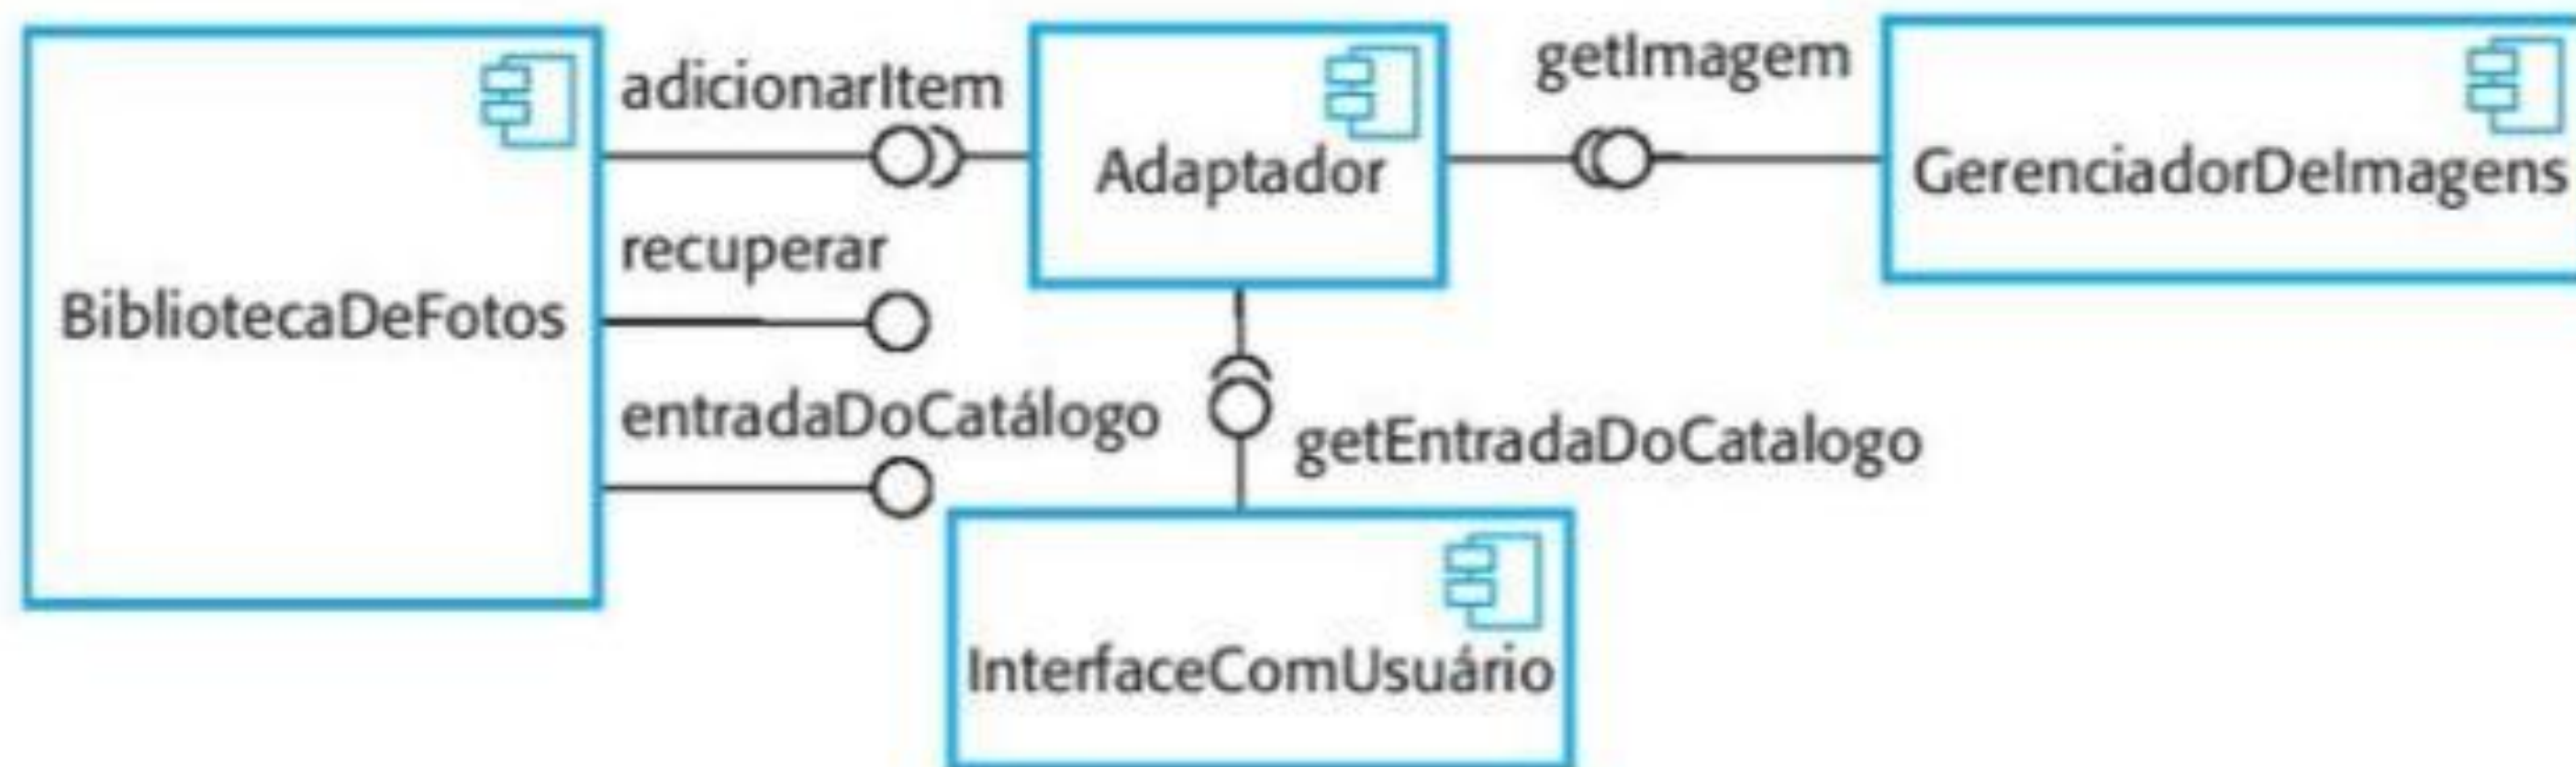 adicionarItem
getImagem
Adaptador
GerenciadorDeImagens
recuperar
BibliotecaDeFotos
entradaDoCatálogo
getEntradaDoCatalogo
InterfaceComUsuário